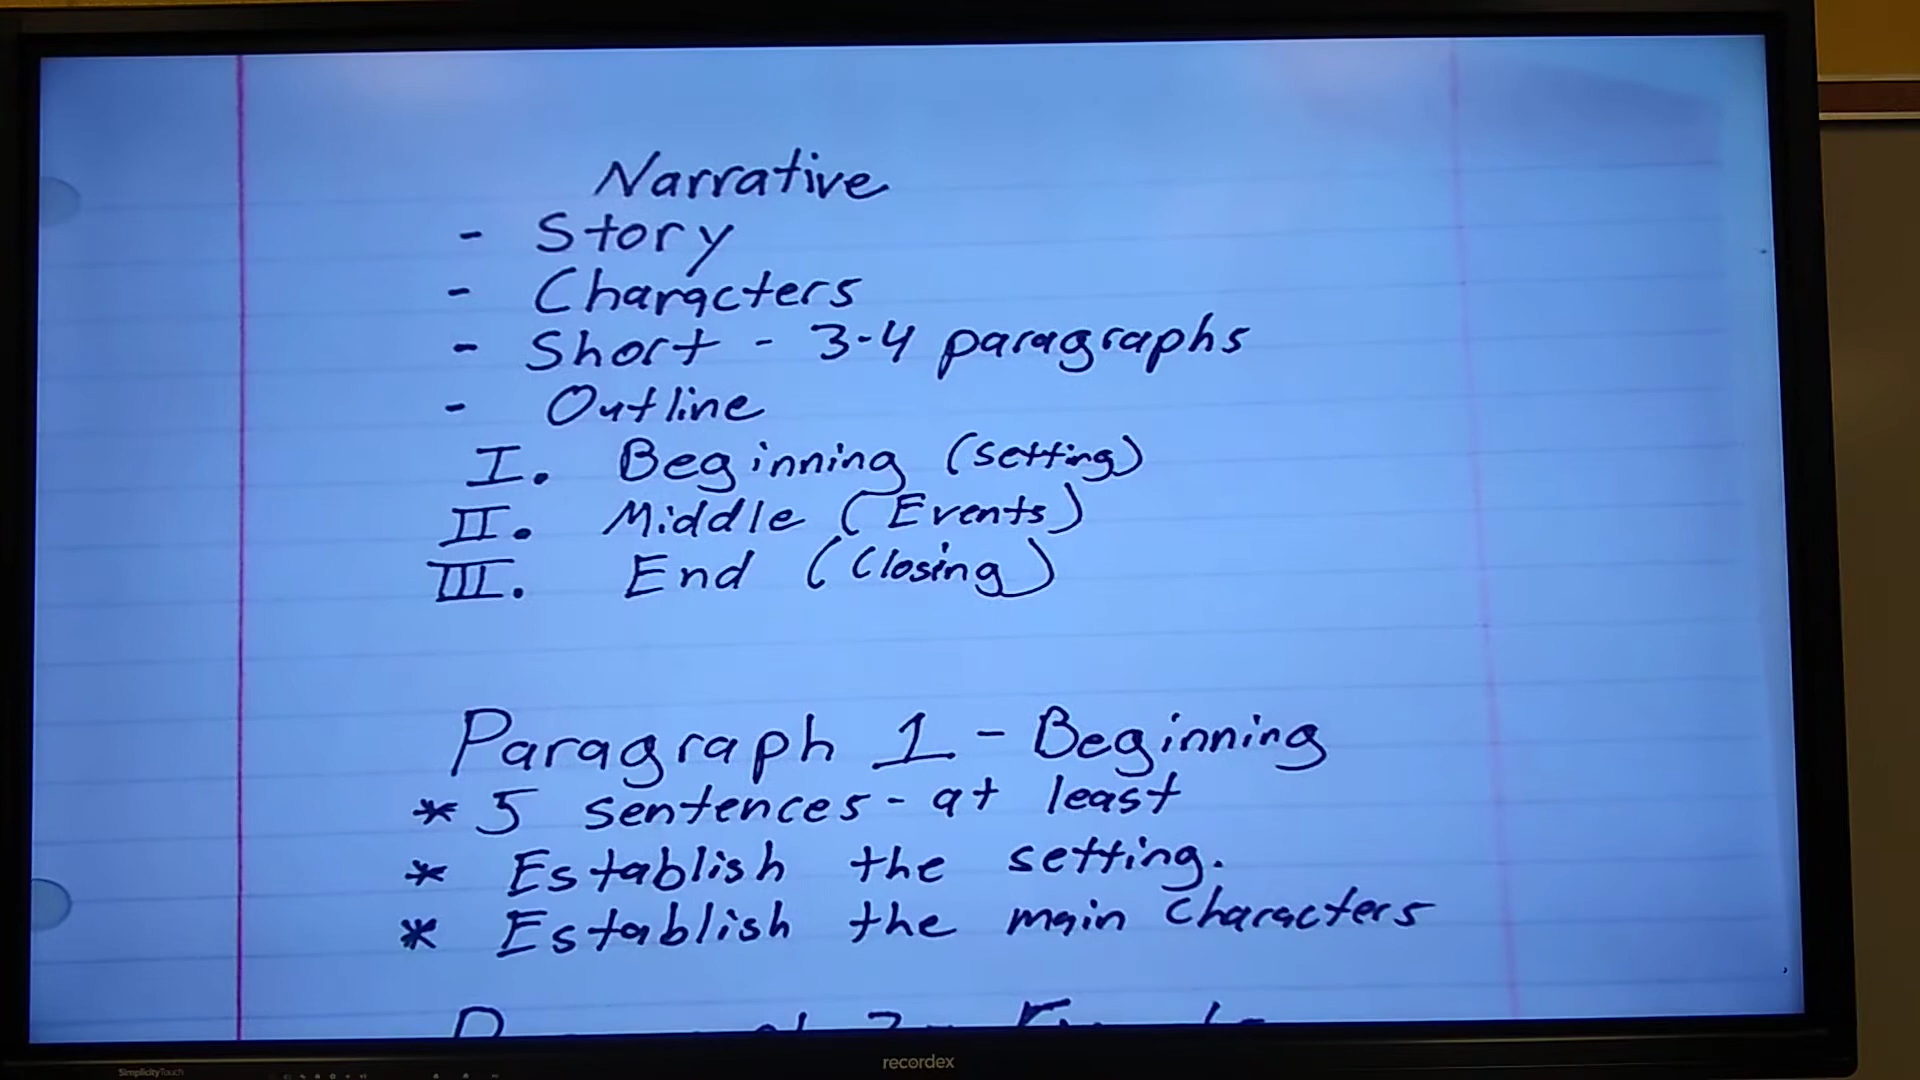 Narrative
- Story
- Characters
- Short - 3-4 paragraphs
- Outline
I. Beginning (Setting)
II. Middle (Events)
III. End (Closing)
Paragraph 1 - Beginning
* 5 sentences - at least
* Establish the setting.
* Establish the main characters
recordex
SimplicityTouch